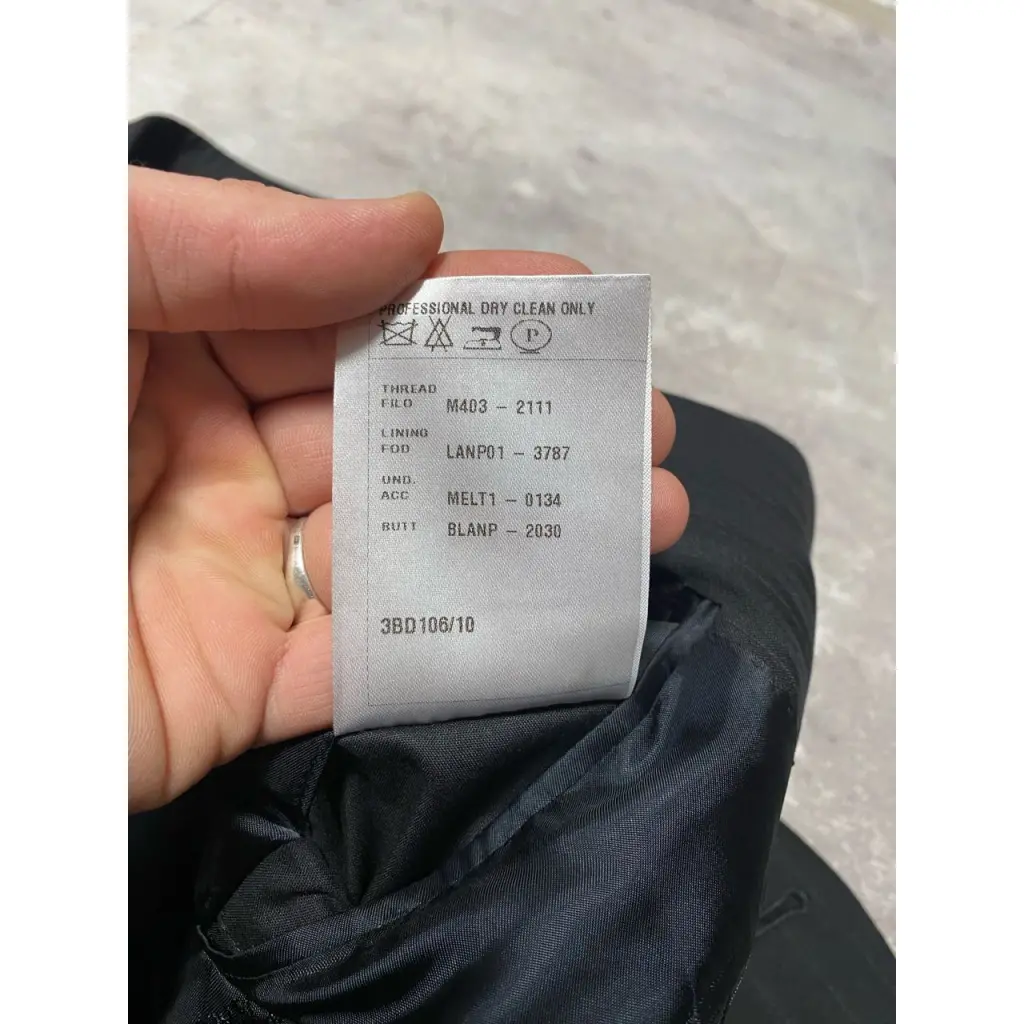 PROFESSIONAL DRY CLEAN ONLY
P
THREAD
FILO M403 - 2111
LINING
FOD LANP01 - 3787
UND.
ACC MELT1 - 0134
BUTT BLANP - 2030
3BD106/10